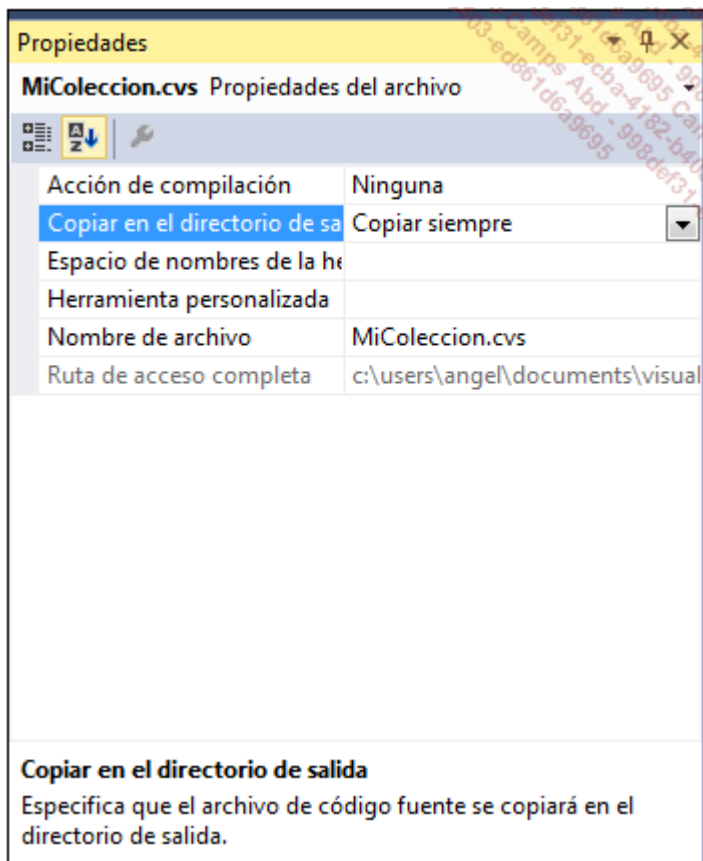 Propiedades
MiColeccion.cvs Propiedades del archivo
Acción de compilación Ninguna
Copiar en el directorio de sa Copiar siempre
Espacio de nombres de la he
Herramienta personalizada
Nombre de archivo MiColeccion.cvs
Ruta de acceso completa c:\users\angel\documents\visual
Copiar en el directorio de salida
Especifica que el archivo de código fuente se copiará en el
directorio de salida.